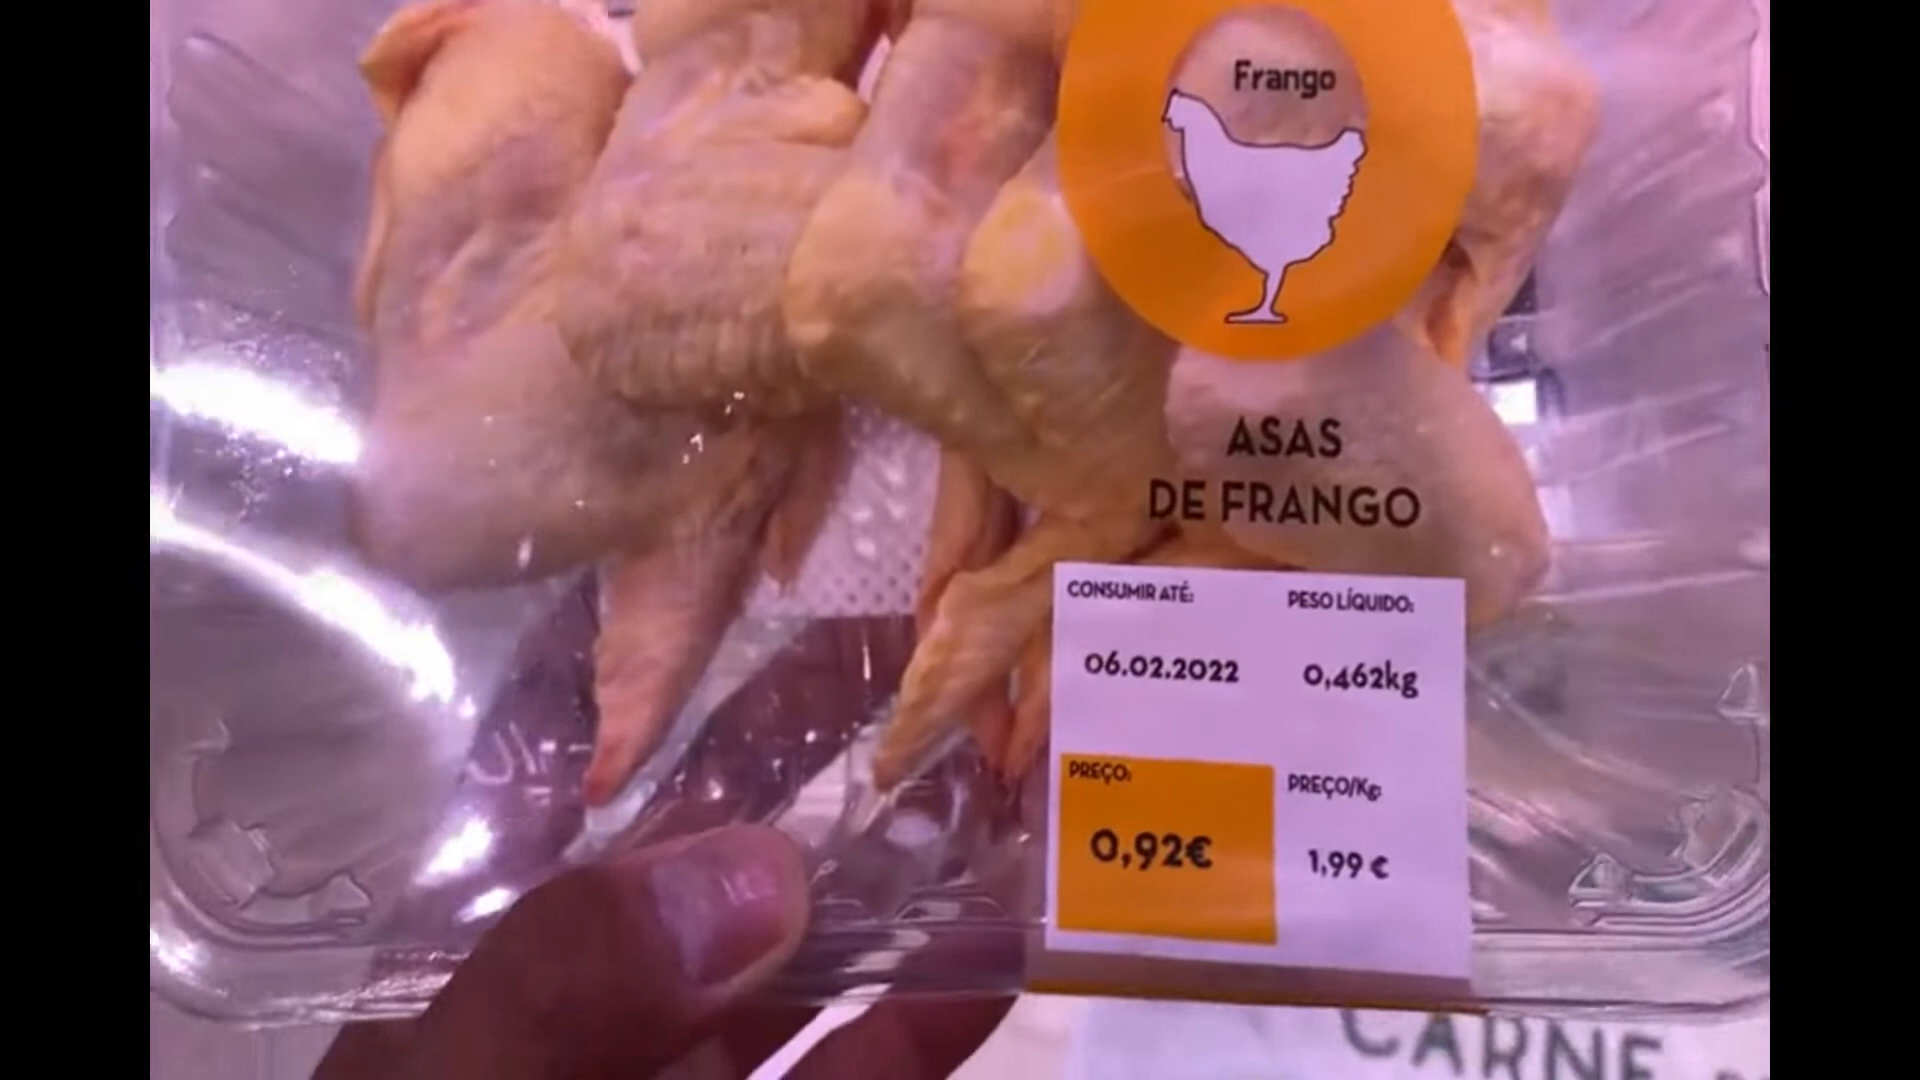 Frango
ASAS
DE FRANGO
CONSUMIR ATÉ:
PESO LÍQUIDO:
06.02.2022
0,462kg
PREÇO:
PREÇO/Kg:
0,92€
1,99 €
CARNE